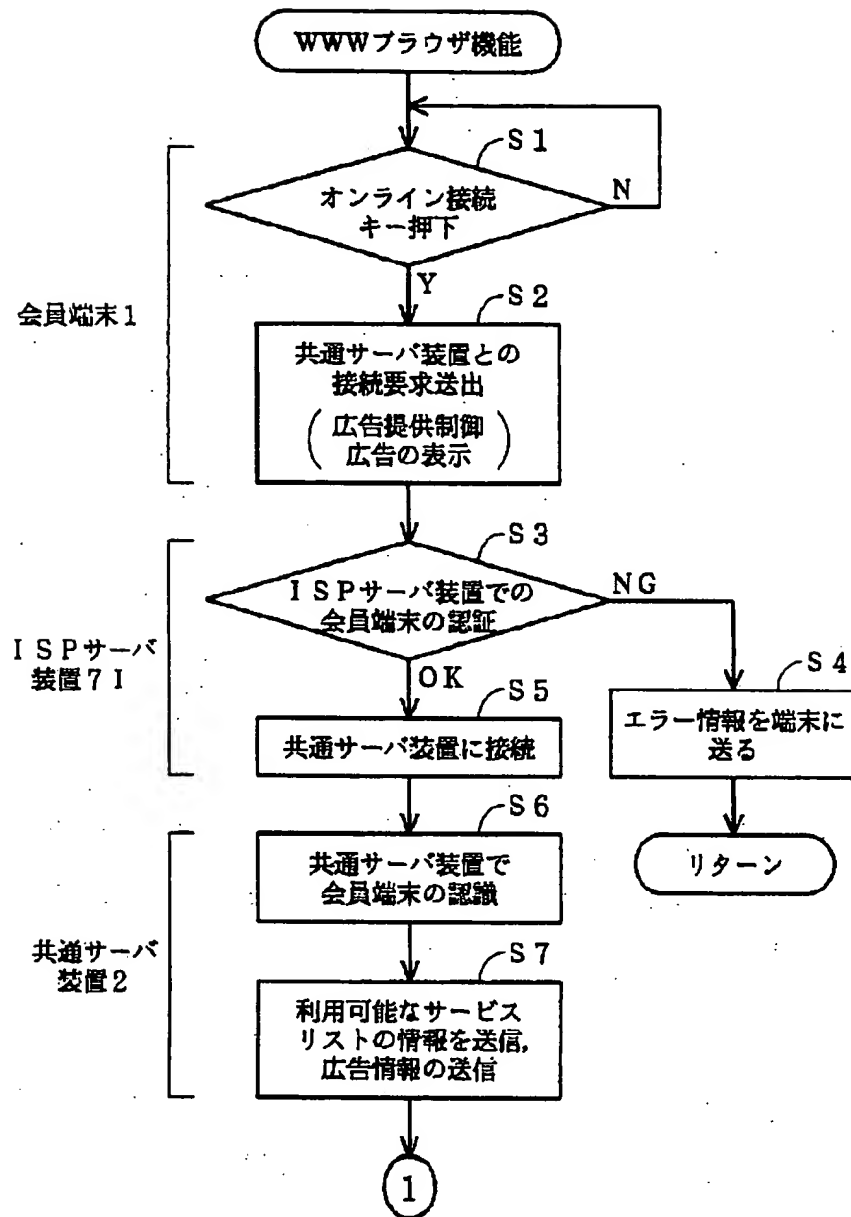 WWWブラウザ機能
S1
オンライン接続
キー押下
N
Y
会員端末1
S2
共通サーバ装置との
接続要求送出
(広告提供制御
広告の表示)
S3
ISPサーバ装置での
会員端末の認証
NG
OK
ISPサーバ
装置7I
S4
エラー情報を端末に
送る
S5
共通サーバ装置に接続
リターン
S6
共通サーバ装置で
会員端末の認識
共通サーバ
装置2
S7
利用可能なサービス
リストの情報を送信,
広告情報の送信
1